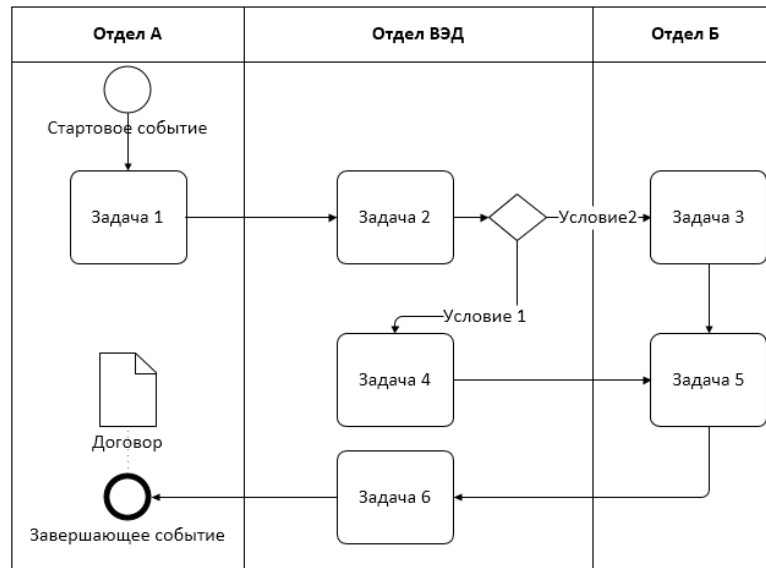 Отдел А
Отдел ВЭД
Отдел Б
Стартовое событие
Задача 1
Задача 2
Условие2
Задача 3
Условие 1
Задача 4
Задача 5
Договор
Задача 6
Завершающее событие